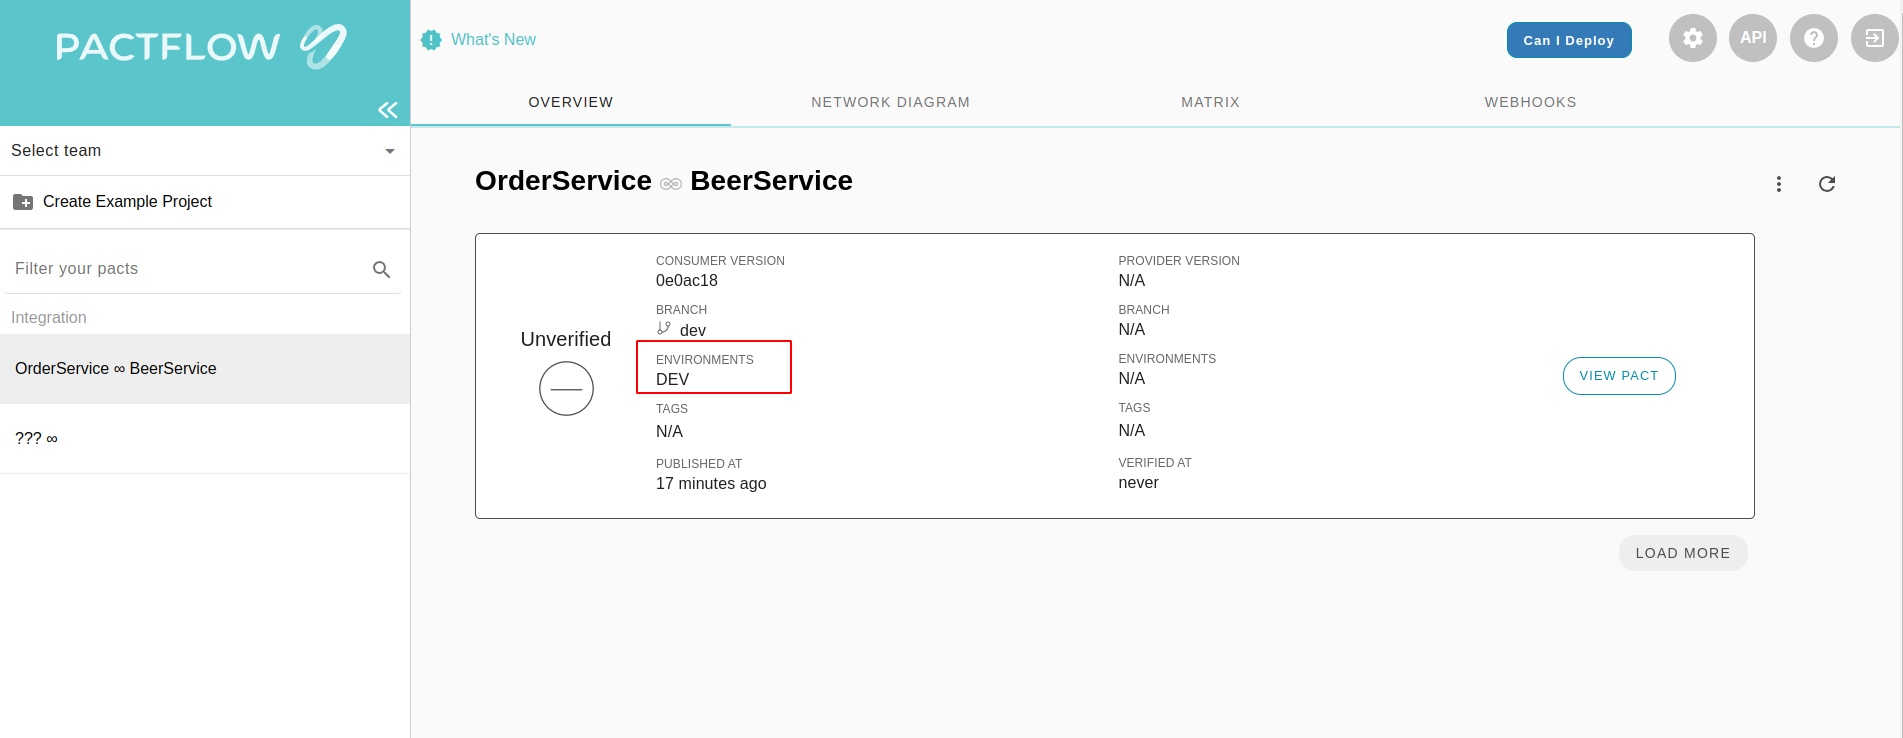 PACTFLOW
What's New
Can I Deploy
API
OVERVIEW
NETWORK DIAGRAM
MATRIX
WEBHOOKS
Select team
Create Example Project
Filter your pacts
Integration
OrderService ∞ BeerService
??? ∞
OrderService BeerService
Unverified
CONSUMER VERSION
0e0ac18
BRANCH
dev
ENVIRONMENTS
DEV
TAGS
N/A
PUBLISHED AT
17 minutes ago
PROVIDER VERSION
N/A
BRANCH
N/A
ENVIRONMENTS
N/A
TAGS
N/A
VERIFIED AT
never
VIEW PACT
LOAD MORE